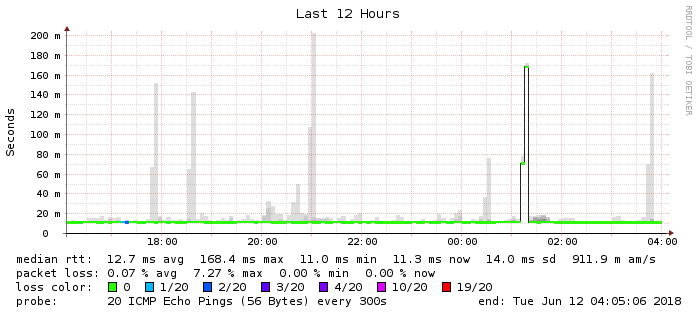 Last 12 Hours
RRDTOOL / TOBI OETIKER
Seconds
200 m
180 m
160 m
140 m
120 m
100 m
80 m
60 m
40 m
20 m
0
18:00 20:00 22:00 00:00 02:00 04:00
median rtt: 12.7 ms avg 168.4 ms max 11.0 ms min 11.3 ms now 14.0 ms sd 911.9 m am/s
packet loss: 0.07 % avg 7.27 % max 0.00 % min 0.00 % now
loss color: 0 1/20 2/20 3/20 4/20 10/20 19/20
probe: 20 ICMP Echo Pings (56 Bytes) every 300s end: Tue Jun 12 04:05:06 2018